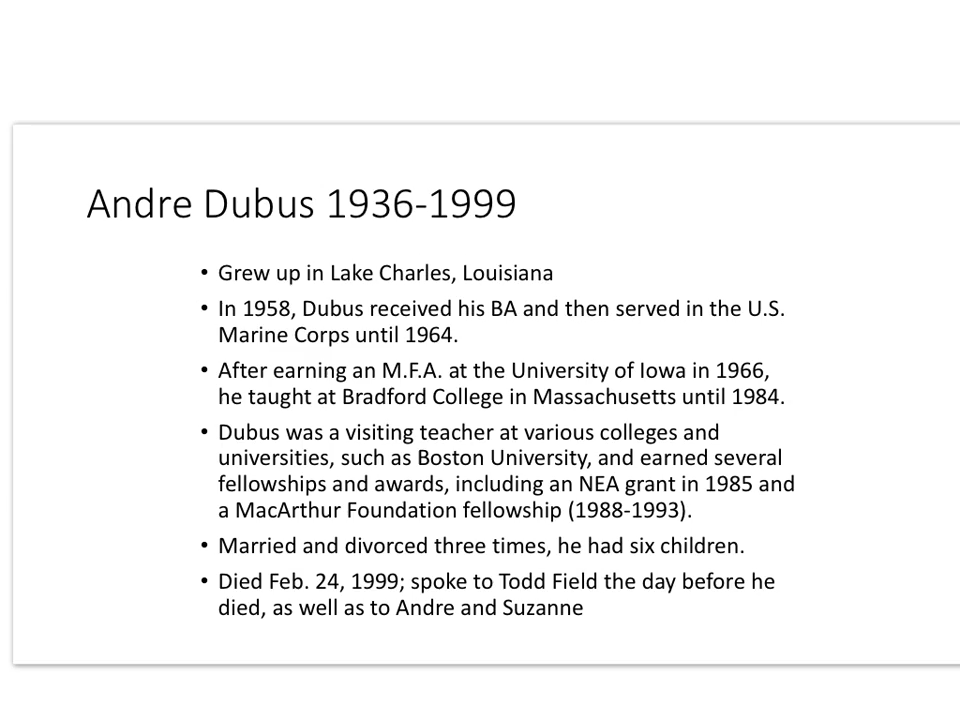 Andre Dubus 1936-1999
• Grew up in Lake Charles, Louisiana
• In 1958, Dubus received his BA and then served in the U.S.
Marine Corps until 1964.
• After earning an M.F.A. at the University of Iowa in 1966,
he taught at Bradford College in Massachusetts until 1984.
• Dubus was a visiting teacher at various colleges and
universities, such as Boston University, and earned several
fellowships and awards, including an NEA grant in 1985 and
a MacArthur Foundation fellowship (1988-1993).
• Married and divorced three times, he had six children.
• Died Feb. 24, 1999; spoke to Todd Field the day before he
died, as well as to Andre and Suzanne